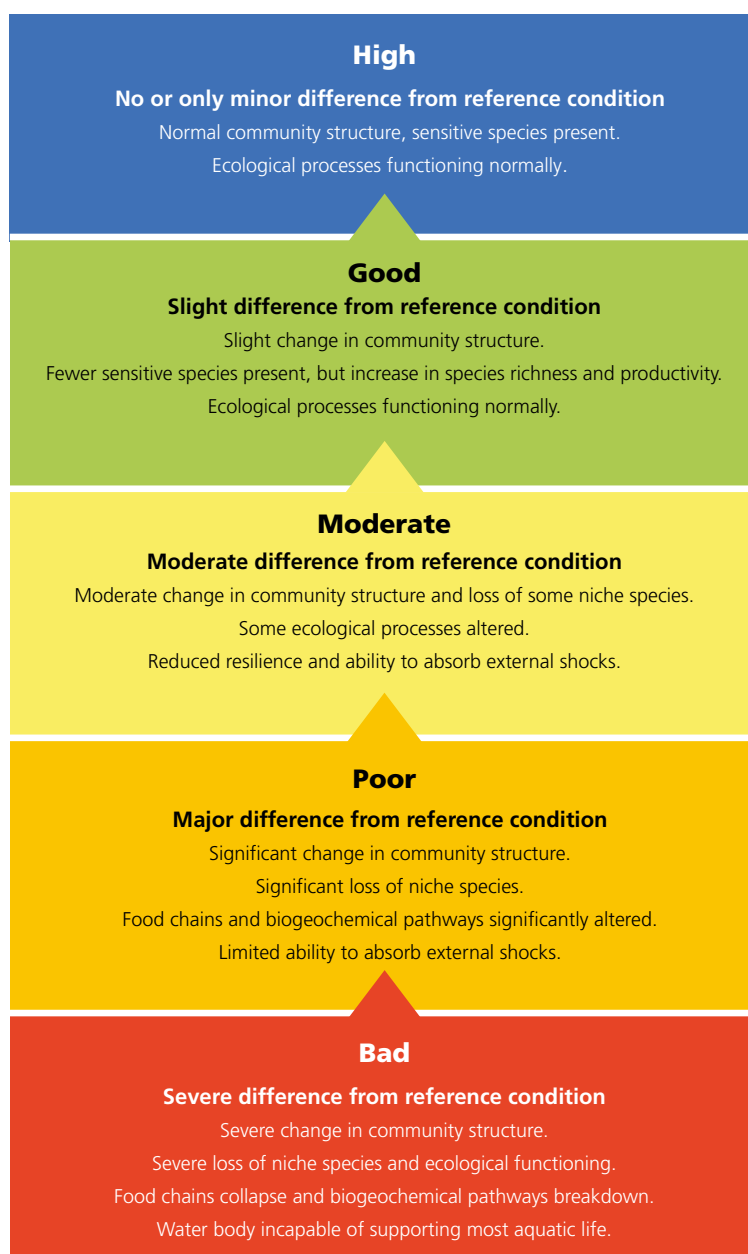 High
No or only minor difference from reference condition
Normal community structure, sensitive species present.
Ecological processes functioning normally.
Good
Slight difference from reference condition
Slight change in community structure.
Fewer sensitive species present, but increase in species richness and productivity.
Ecological processes functioning normally.
Moderate
Moderate difference from reference condition
Moderate change in community structure and loss of some niche species.
Some ecological processes altered.
Reduced resilience and ability to absorb external shocks.
Poor
Major difference from reference condition
Significant change in community structure.
Significant loss of niche species.
Food chains and biogeochemical pathways significantly altered.
Limited ability to absorb external shocks.
Bad
Severe difference from reference condition
Severe change in community structure.
Severe loss of niche species and ecological functioning.
Food chains collapse and biogeochemical pathways breakdown.
Water body incapable of supporting most aquatic life.